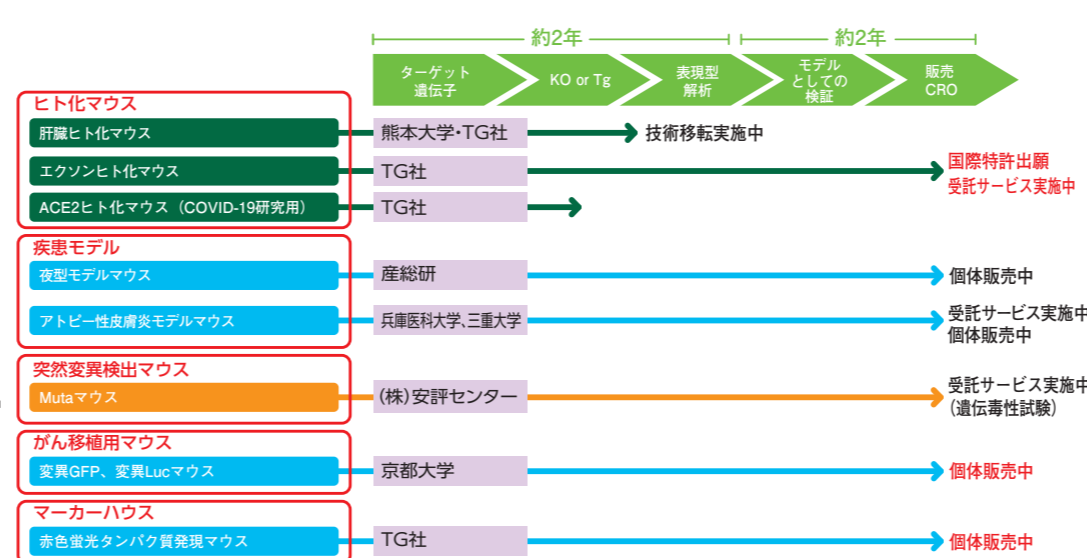 約2年
約2年
ターゲット
遺伝子
KO or Tg
表現型
解析
モデル
としての
検証
販売
CRO
ヒト化マウス
肝臓ヒト化マウス
熊本大学・TG社
技術移転実施中
エクソンヒト化マウス
TG社
国際特許出願
受託サービス実施中
ACE2ヒト化マウス（COVID-19研究用）
TG社
疾患モデル
夜型モデルマウス
産総研
個体販売中
アトピー性皮膚炎モデルマウス
兵庫医科大学、三重大学
受託サービス実施中
個体販売中
突然変異検出マウス
Mutaマウス
(株)安評センター
受託サービス実施中
（遺伝毒性試験）
がん移植用マウス
変異GFP、変異Lucマウス
京都大学
個体販売中
マーカーハウス
赤色蛍光タンパク質発現マウス
TG社
個体販売中